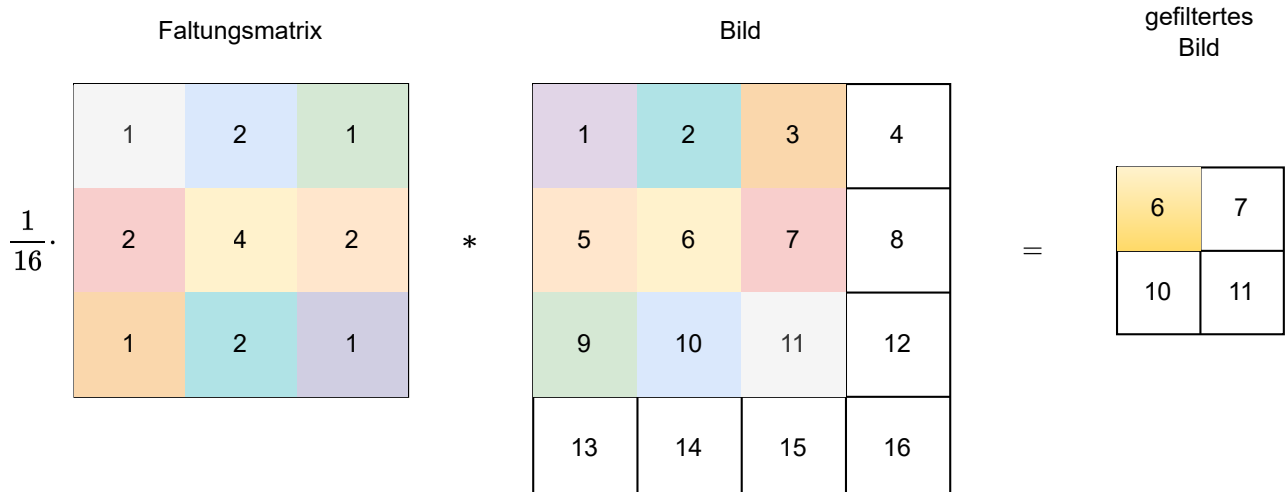 Faltungsmatrix
Bild
gefiltertes
Bild
1 2 1
2 4 2
1 2 1
1/16 ·
*
1 2 3 4
5 6 7 8
9 10 11 12
13 14 15 16
=
6 7
10 11